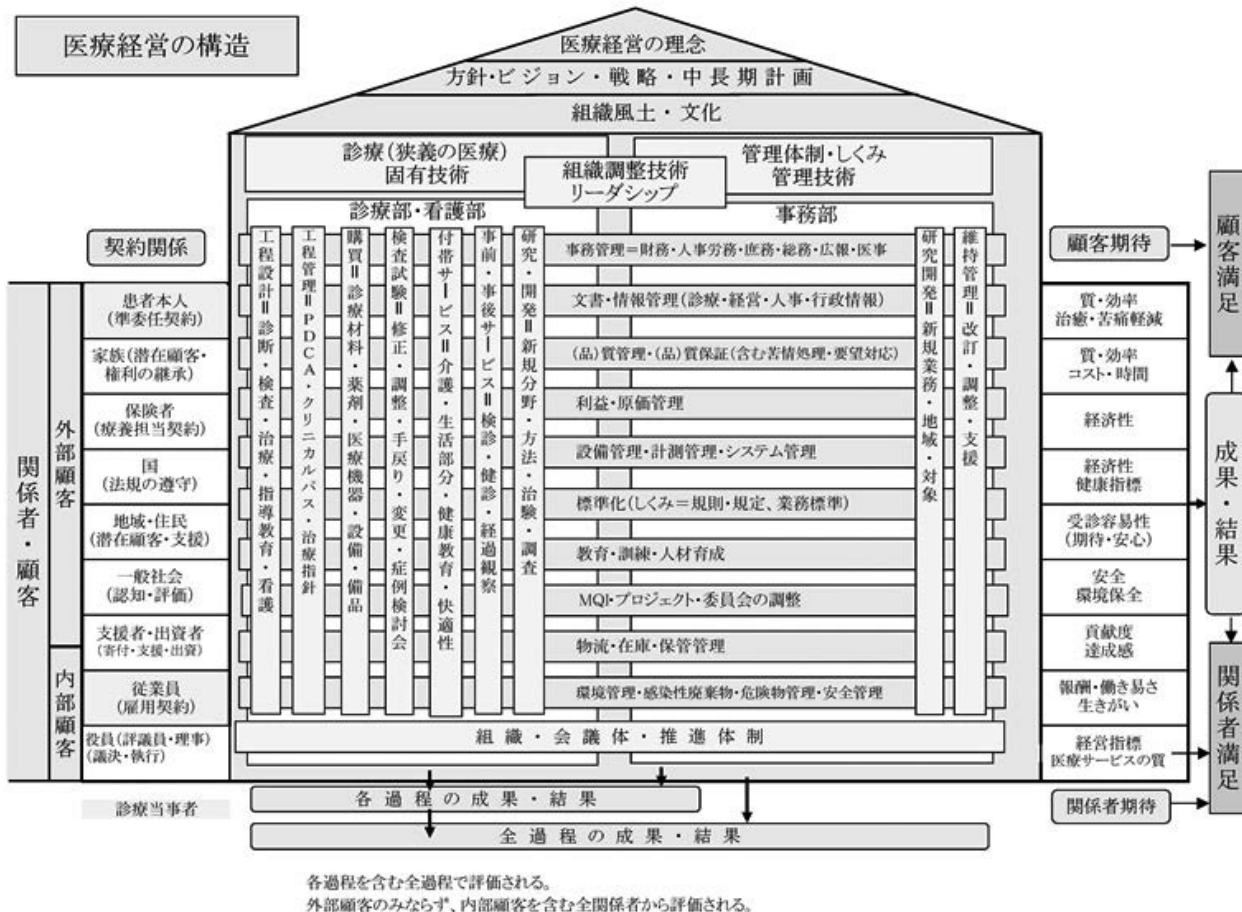 医療経営の構造
医療経営の理念
方針・ビジョン・戦略・中長期計画
組織風土・文化
診療(狭義の医療)
固有技術
組織調整技術
リーダシップ
管理体制・しくみ
管理技術
診療部・看護部
事務部
契約関係
関係者・顧客
外部顧客
内部顧客
患者本人
(準委任契約)
家族(潜在顧客・
権利の継承)
保険者
(療養担当契約)
国
(法規の遵守)
地域・住民
(潜在顧客・支援)
一般社会
(認知・評価)
支援者・出資者
(寄付・支援・出資)
従業員
(雇用契約)
役員(評議員・理事)
(議決・執行)
診療当事者
工程設計=診断・検査・治療・指導教育・看護
工程管理=PDCA・クリニカルパス・治療指針
購買=診療材料・薬剤・医療機器・設備・備品
検査試験=修正・調整・手戻り・変更・症例検討会
付帯サービス=介護・生活部分・健康教育・快適性
事前・事後サービス=検診・健診・経過観察
研究・開発=新規分野・方法・治験・調査
事務管理=財務・人事労務・庶務・総務・広報・医事
文書・情報管理(診療・経営・人事・行政情報)
(品)質管理・(品)質保証(含む苦情処理・要望対応)
利益・原価管理
設備管理・計測管理・システム管理
標準化(しくみ=規則・規定、業務標準)
教育・訓練・人材育成
MQI・プロジェクト・委員会の調整
物流・在庫・保管管理
環境管理・感染性廃棄物・危険物管理・安全管理
研究開発=新規業務・地域・対象
維持管理=改訂・調整・支援
組織・会議体・推進体制
各過程の成果・結果
全過程の成果・結果
顧客期待
質・効率
治癒・苦痛軽減
質・効率
コスト・時間
経済性
経済性
健康指標
受診容易性
(期待・安心)
安全
環境保全
貢献度
達成感
報酬・働き易さ
生きがい
経営指標
医療サービスの質
関係者期待
顧客満足
成果・結果
関係者満足
各過程を含む全過程で評価される。
外部顧客のみならず、内部顧客を含む全関係者から評価される。